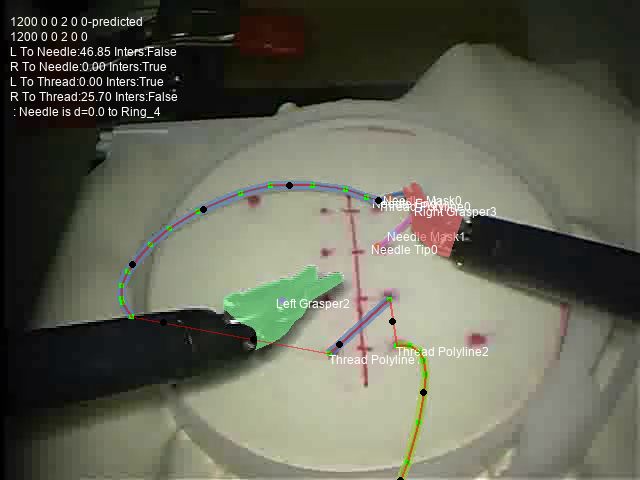 1200 0 0 2 0 0-predicted
1200 0 0 2 0 0
L To Needle:46.85 Inters:False
R To Needle:0.00 Inters:True
L To Thread:0.00 Inters:True
R To Thread:25.70 Inters:False
: Needle is d=0.0 to Ring_4
Needle Mask0
Right Grasper3
Needle Mask1
Needle Tip0
Left Grasper2
Thread Polyline2
Thread Polyline